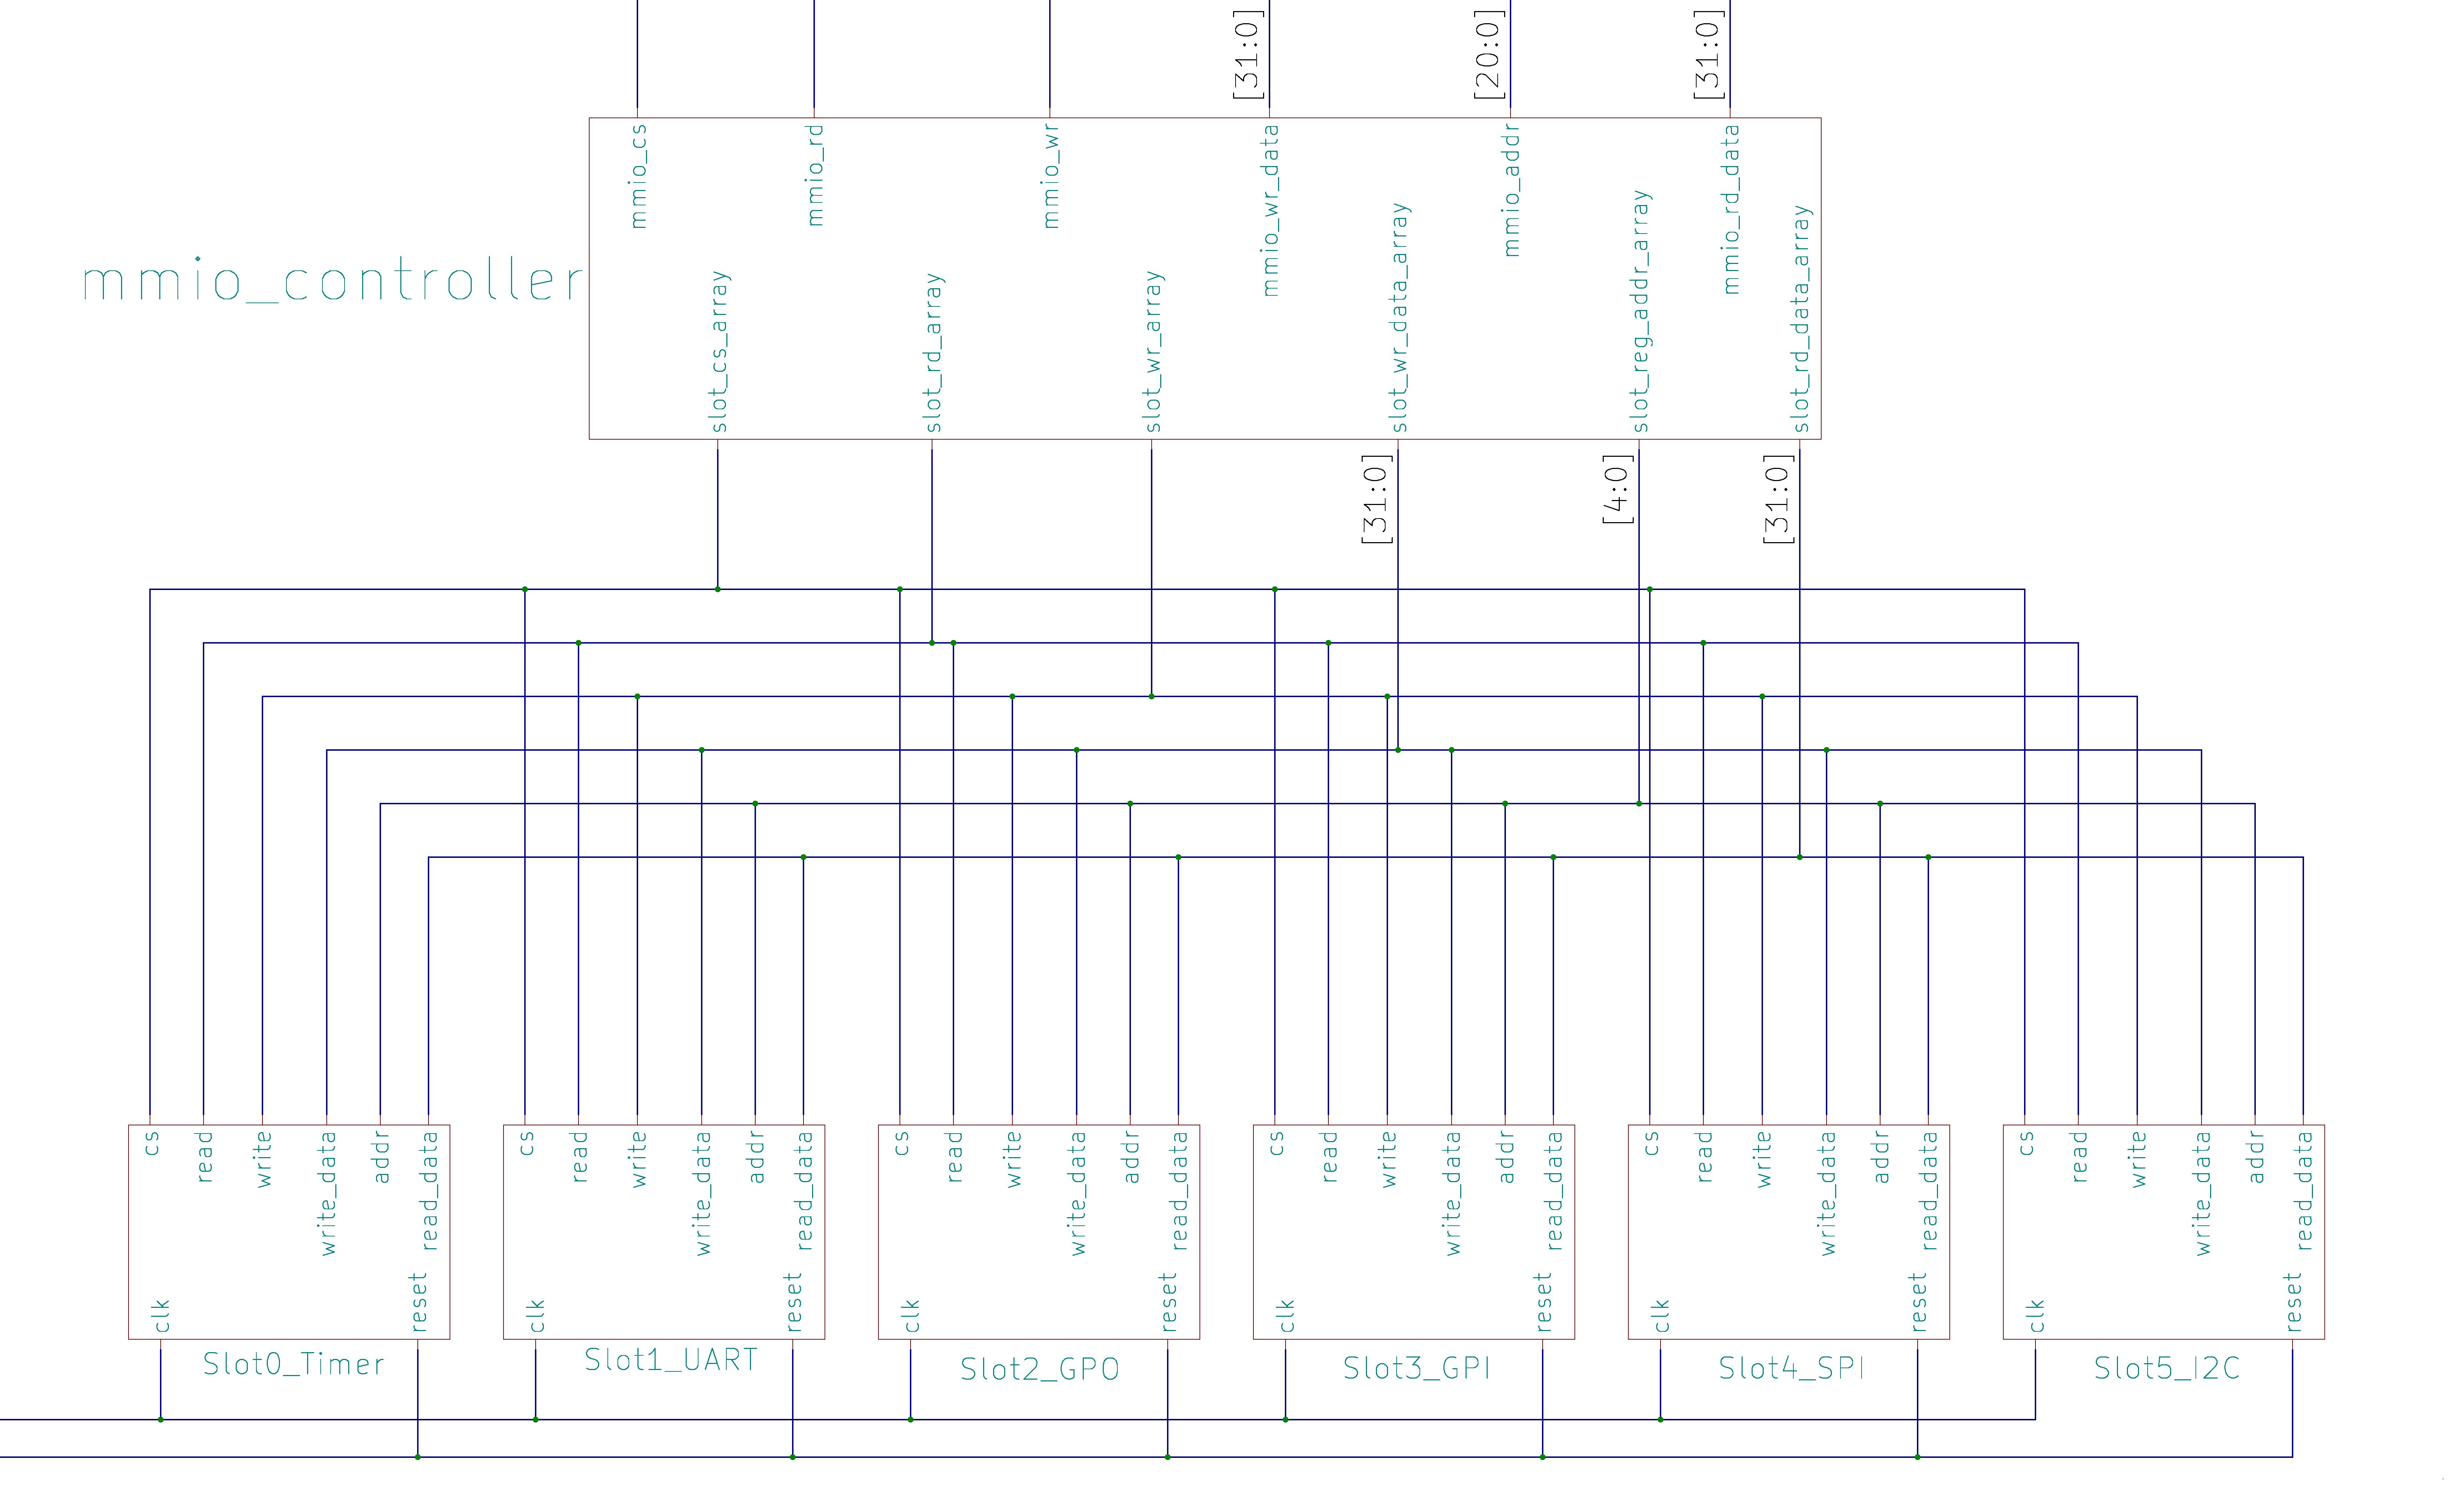 [31:0]
[20:0]
[31:0]
mmio_cs
mmio_rd
mmio_wr
mmio_wr_data
mmio_addr
mmio_rd_data
mmio_controller
slot_cs_array
slot_rd_array
slot_wr_array
slot_wr_data_array
slot_reg_addr_array
slot_rd_data_array
[31:0]
[4:0]
[31:0]
cs
read
write
write_data
addr
read_data
clk
reset
Slot0_Timer
cs
read
write
write_data
addr
read_data
clk
reset
Slot1_UART
cs
read
write
write_data
addr
read_data
clk
reset
Slot2_GPO
cs
read
write
write_data
addr
read_data
clk
reset
Slot3_GPI
cs
read
write
write_data
addr
read_data
clk
reset
Slot4_SPI
cs
read
write
write_data
addr
read_data
clk
reset
Slot5_I2C